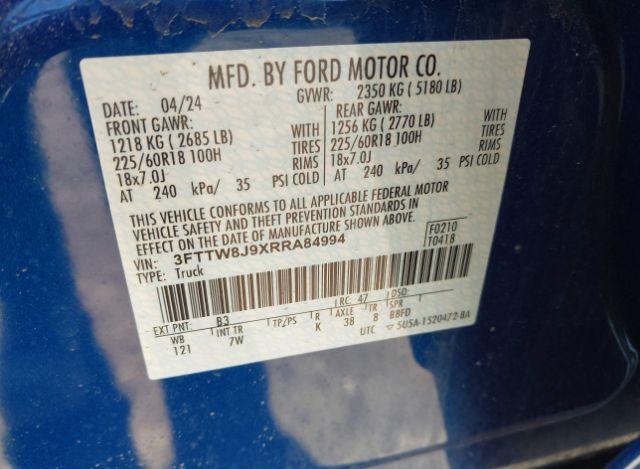 MFD. BY FORD MOTOR CO.
DATE: 04/24 GVWR: 2350 KG ( 5180 LB)
FRONT GAWR: REAR GAWR:
1218 KG ( 2685 LB) WITH 1256 KG ( 2770 LB) WITH
225/60R18 100H TIRES 225/60R18 100H TIRES
18x7.0J RIMS 18x7.0J RIMS
AT 240 kPa/ 35 PSI COLD AT 240 kPa/ 35 PSI COLD
THIS VEHICLE CONFORMS TO ALL APPLICABLE FEDERAL MOTOR
VEHICLE SAFETY AND THEFT PREVENTION STANDARDS IN
EFFECT ON THE DATE OF MANUFACTURE SHOWN ABOVE.
VIN: 3FTTW8J9XRRA84994 F0210
TYPE: Truck T0418
EXT PNT: B3 RC: 47 DSO:
WB INT TR TP/PS R AXLE TR SPR
121 7W K 38 8 BBFD
UTC ▽ 5U5A-1520472-BA